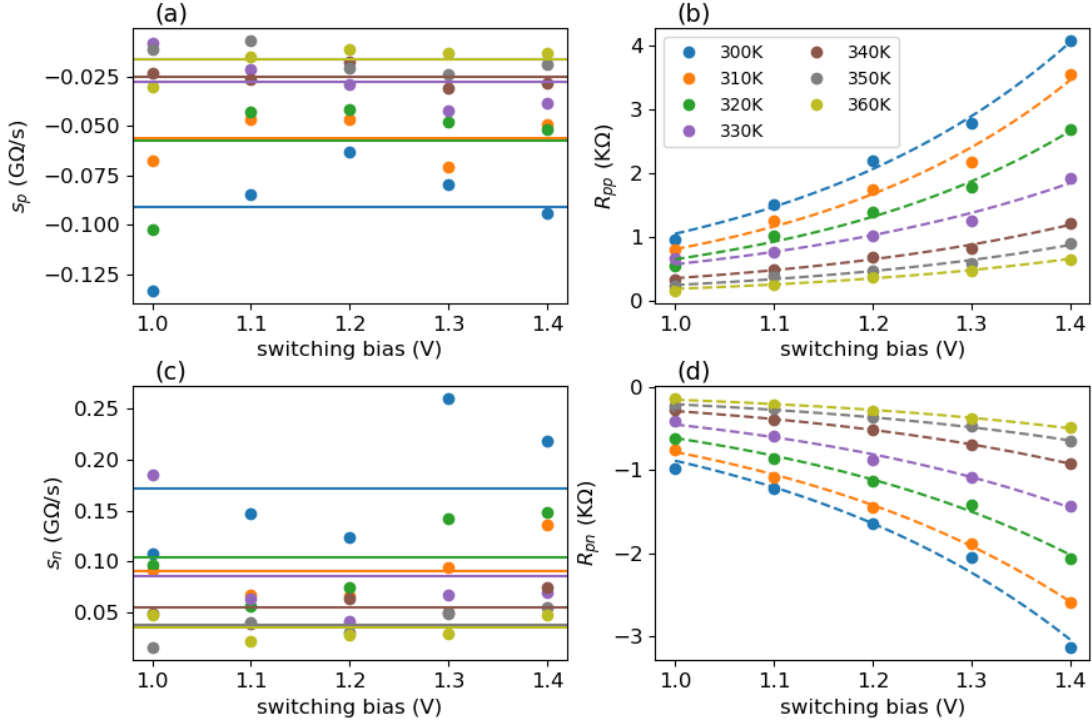 (a)
−0.025
−0.050
−0.075
−0.100
−0.125
s_p (GΩ/s)
1.0 1.1 1.2 1.3 1.4
switching bias (V)
(b)
4
3
2
1
0
R_pp (KΩ)
300K 340K
310K 350K
320K 360K
330K
1.0 1.1 1.2 1.3 1.4
switching bias (V)
(c)
0.25
0.20
0.15
0.10
0.05
s_n (GΩ/s)
1.0 1.1 1.2 1.3 1.4
switching bias (V)
(d)
0
−1
−2
−3
R_pn (KΩ)
1.0 1.1 1.2 1.3 1.4
switching bias (V)